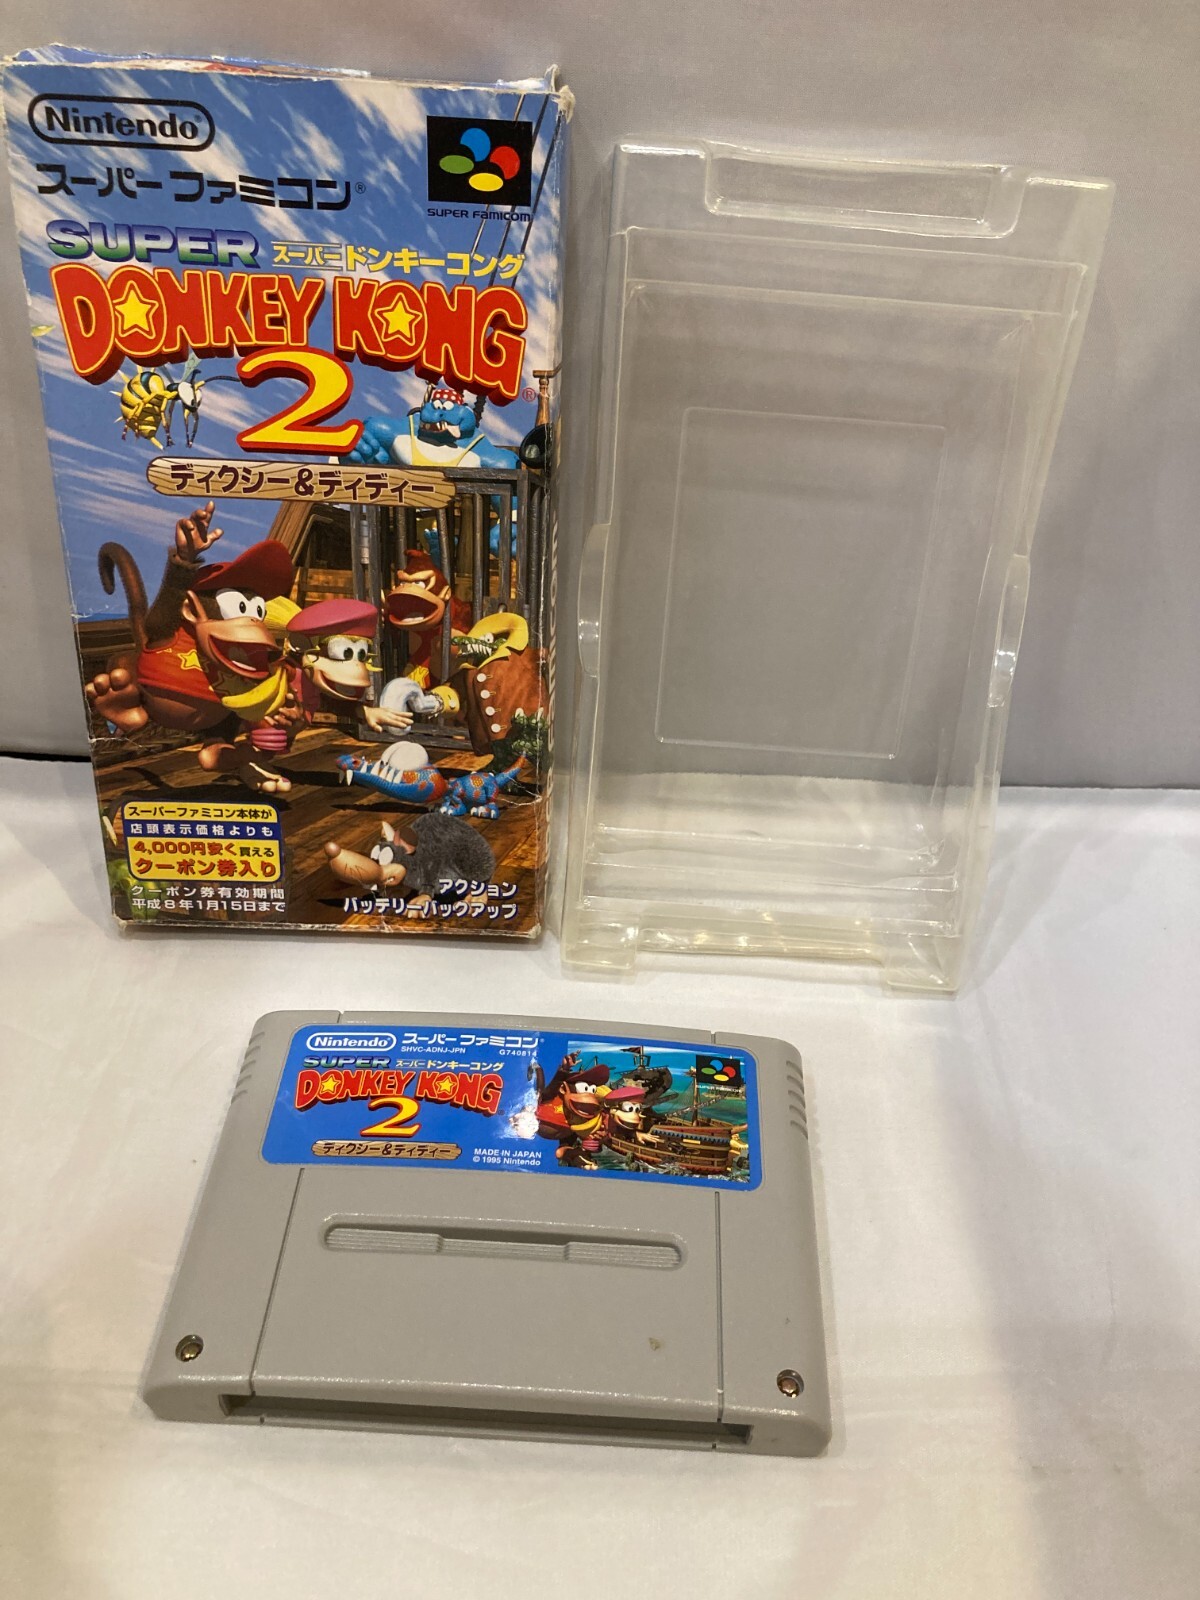 Nintendo®
スーパーファミコン®
SUPER FAMICOM
SUPER スーパードンキーコング
DONKEY KONG®
2
ディクシー&ディディー
スーパーファミコン本体が
店頭表示価格よりも
4,000円安く買える
クーポン券入り
クーポン券有効期間
平成8年1月15日まで
アクション
バッテリーバックアップ
Nintendo® スーパーファミコン®
SHVC-ADNJ-JPN G740814
SUPER スーパードンキーコング
DONKEY KONG
2
ディクシー&ディディー
MADE IN JAPAN
© 1995 Nintendo
SUPER FAMICOM